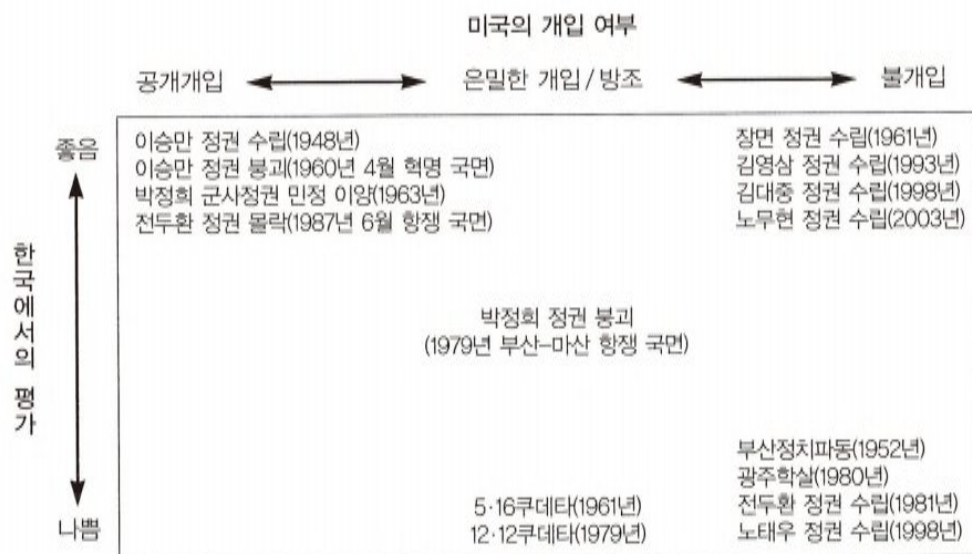 미국의 개입 여부
공개개입 은밀한 개입/방조 불개입
좋음
한국에서의 평가
나쁨
이승만 정권 수립(1948년)
이승만 정권 붕괴(1960년 4월 혁명 국면)
박정희 군사정권 민정 이양(1963년)
전두환 정권 몰락(1987년 6월 항쟁 국면)
장면 정권 수립(1961년)
김영삼 정권 수립(1993년)
김대중 정권 수립(1998년)
노무현 정권 수립(2003년)
박정희 정권 붕괴
(1979년 부산–마산 항쟁 국면)
5·16쿠데타(1961년)
12·12쿠데타(1979년)
부산정치파동(1952년)
광주학살(1980년)
전두환 정권 수립(1981년)
노태우 정권 수립(1998년)